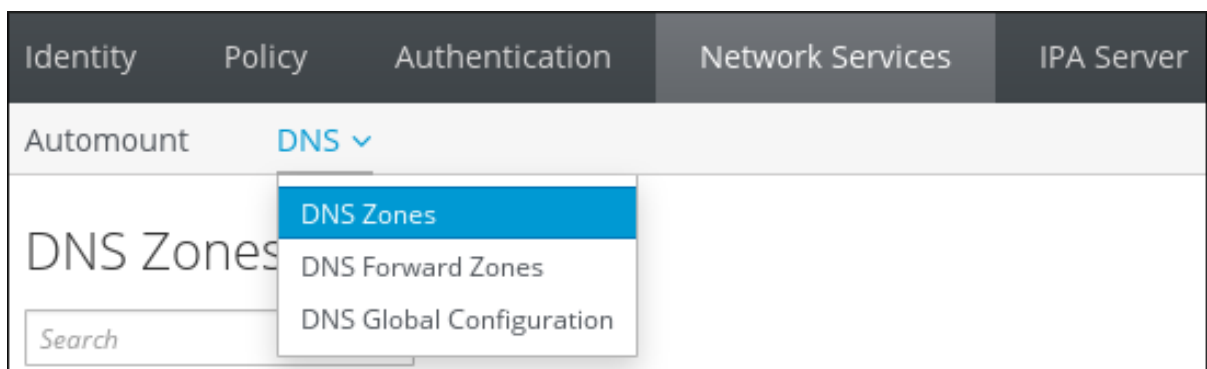 Identity Policy Authentication Network Services IPA Server
Automount DNS
DNS Zones
DNS Zones
DNS Forward Zones
DNS Global Configuration
Search